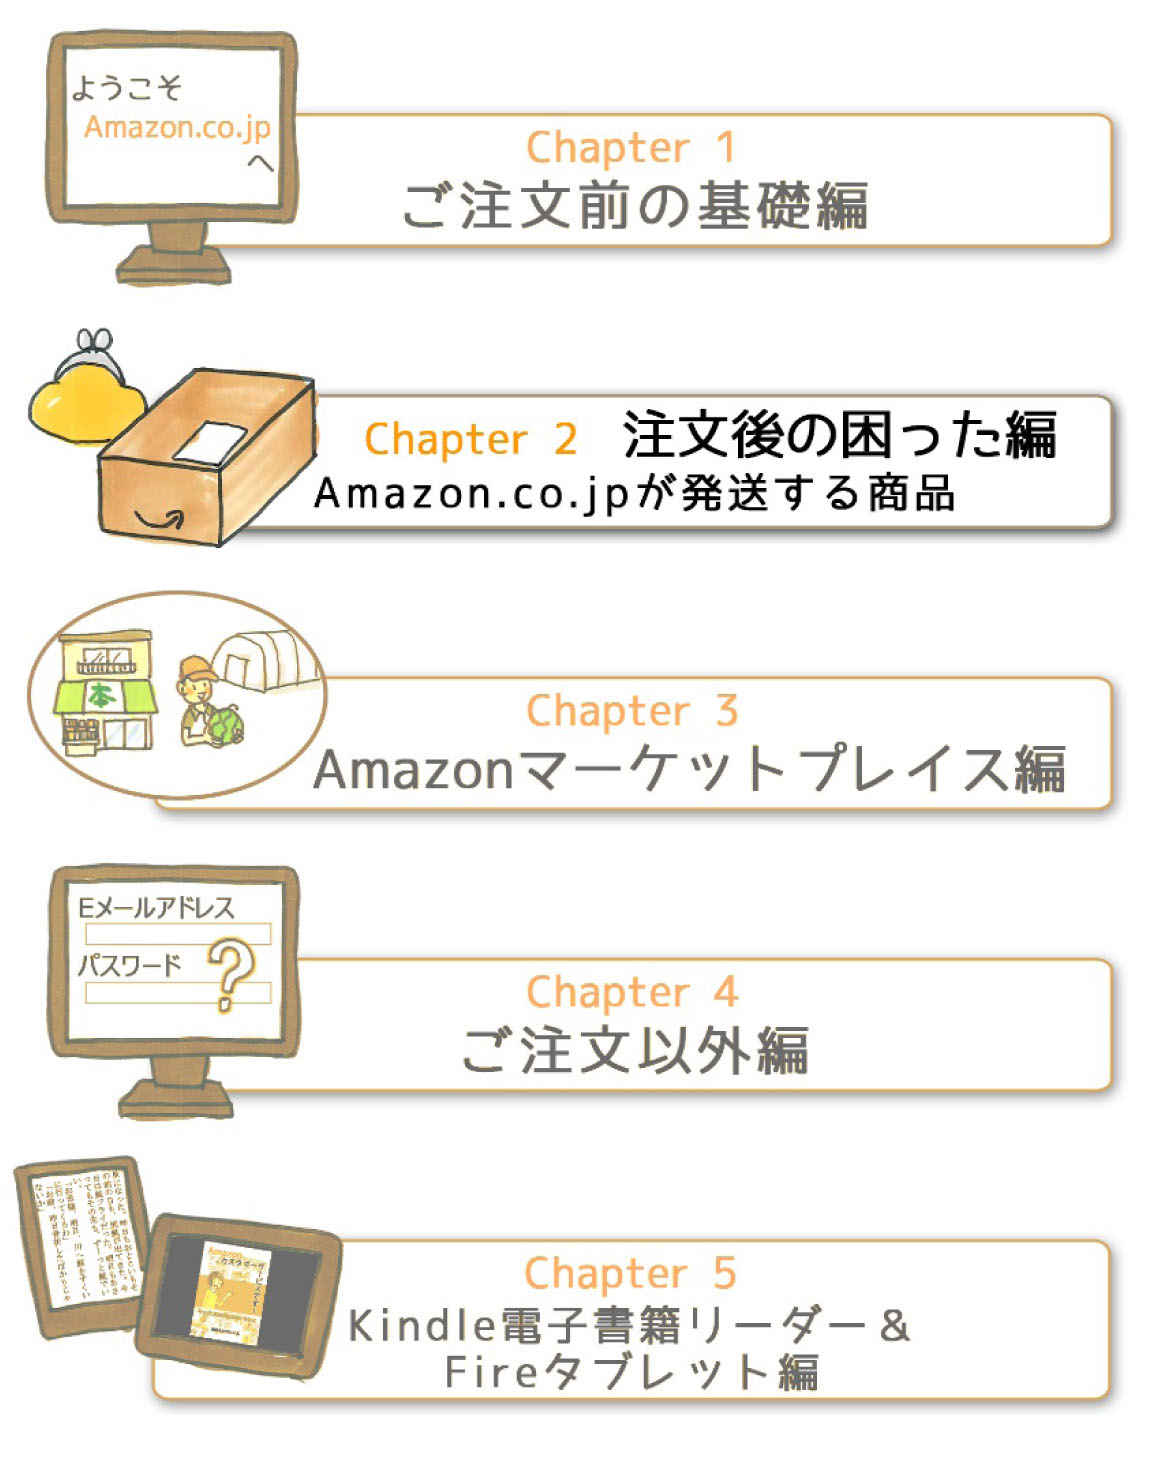 ようこそ
Amazon.co.jp
へ
Chapter 1
ご注文前の基礎編
Chapter 2 注文後の困った編
Amazon.co.jpが発送する商品
本
Chapter 3
Amazonマーケットプレイス編
Eメールアドレス
パスワード
?
Chapter 4
ご注文以外編
Chapter 5
Kindle電子書籍リーダー＆
Fireタブレット編